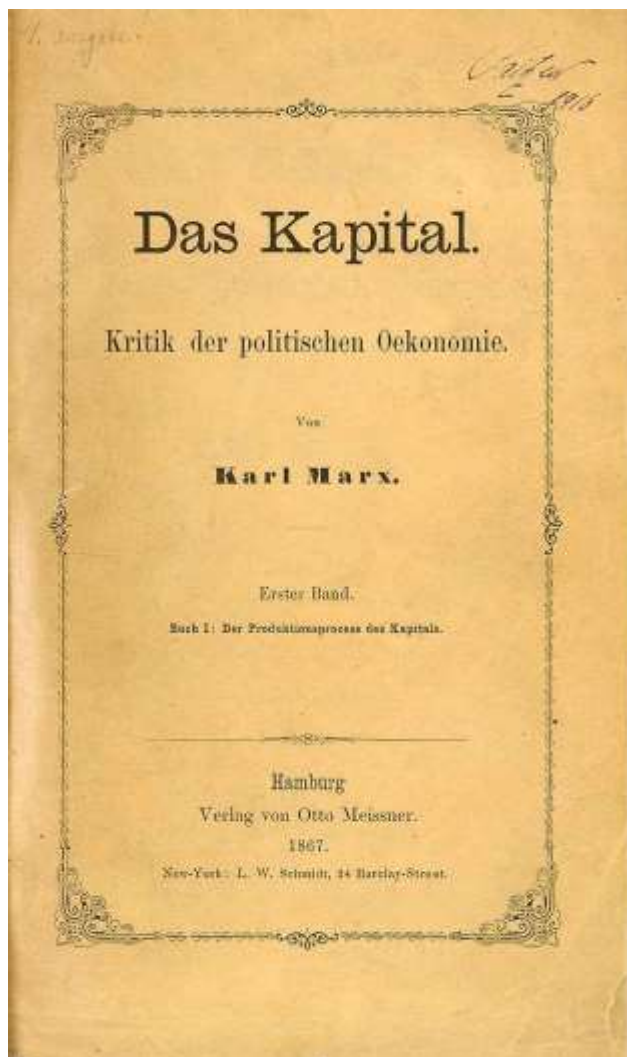 Das Kapital.
Kritik der politischen Oekonomie.
Von
Karl Marx.
Erster Band.
Buch I: Der Produktionsprocess des Kapitals.
Hamburg
Verlag von Otto Meissner.
1867.
New-York: L. W. Schmidt, 24 Barclay-Street.